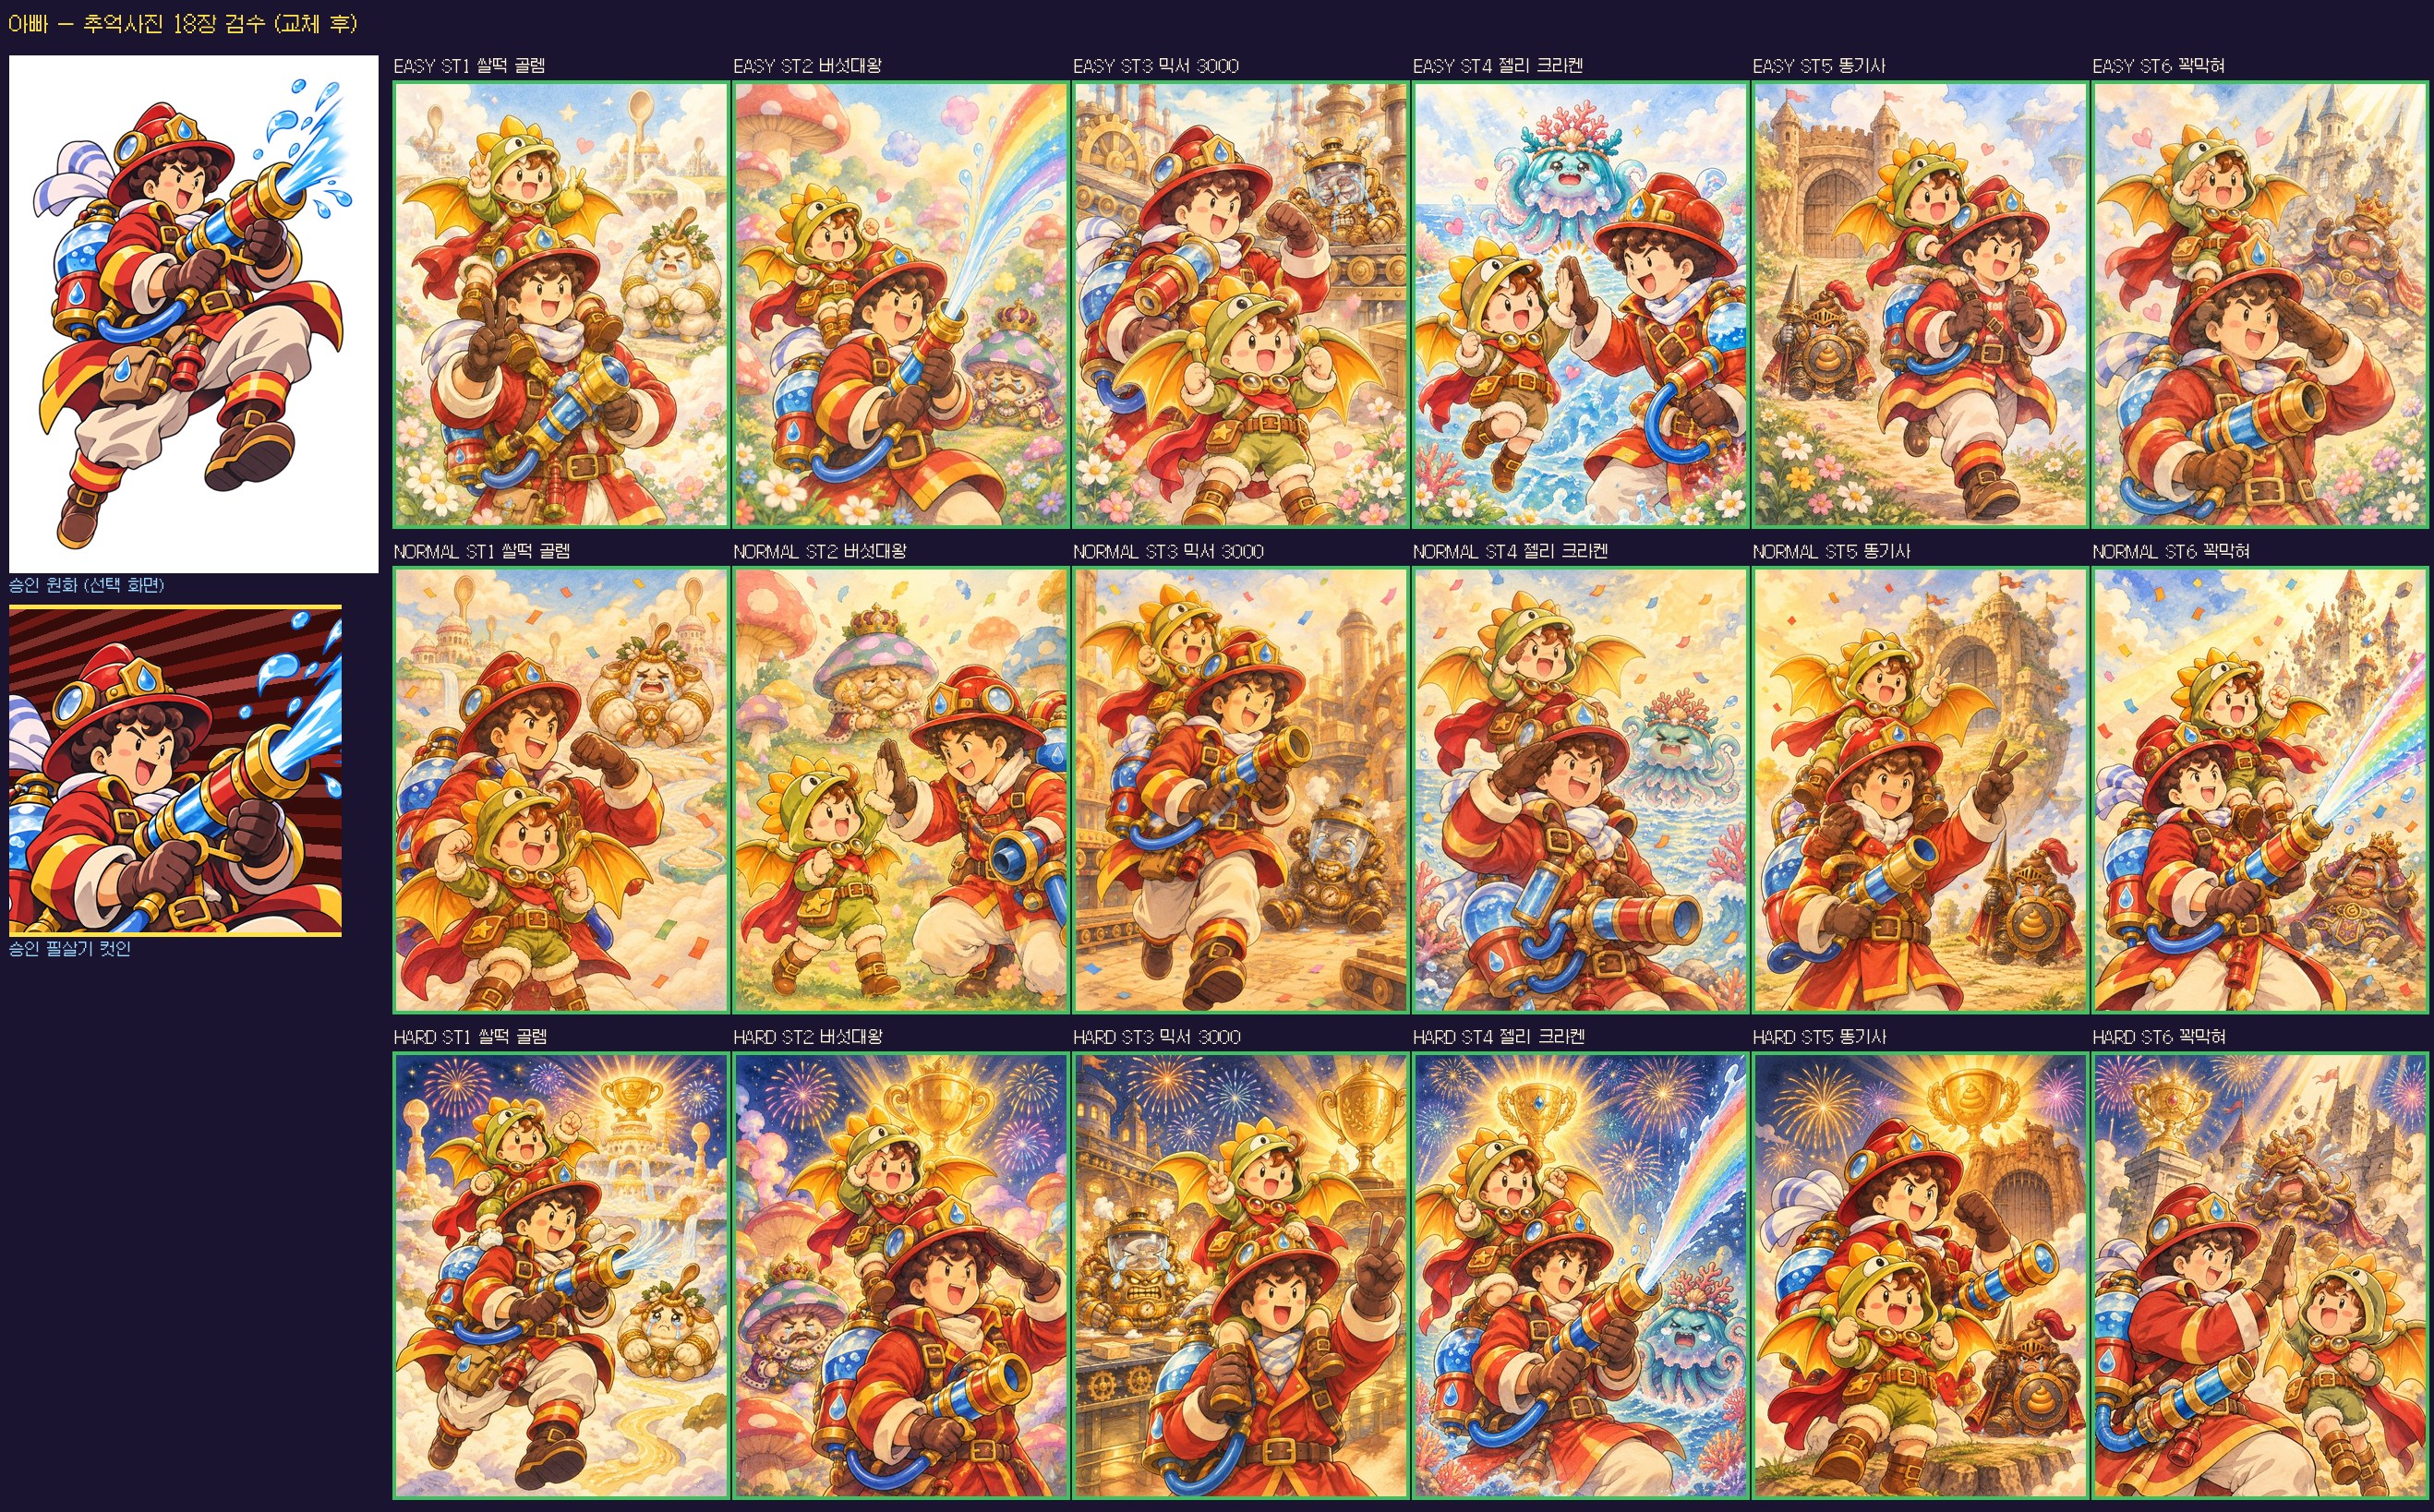 아빠 — 추억사진 18장 검수 (교체 후)
EASY ST1 쌀떡 골렘
EASY ST2 버섯대왕
EASY ST3 믹서 3000
EASY ST4 젤리 크라켄
EASY ST5 똥기사
EASY ST6 꽉막혀
승인 원화 (선택 화면)
승인 필살기 컷인
NORMAL ST1 쌀떡 골렘
NORMAL ST2 버섯대왕
NORMAL ST3 믹서 3000
NORMAL ST4 젤리 크라켄
NORMAL ST5 똥기사
NORMAL ST6 꽉막혀
HARD ST1 쌀떡 골렘
HARD ST2 버섯대왕
HARD ST3 믹서 3000
HARD ST4 젤리 크라켄
HARD ST5 똥기사
HARD ST6 꽉막혀